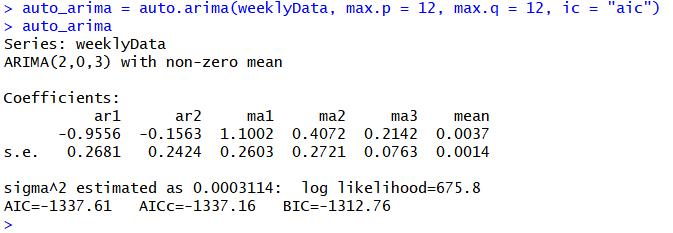 > auto_arima = auto.arima(weeklyData, max.p = 12, max.q = 12, ic = "aic")
> auto_arima
Series: weeklyData
ARIMA(2,0,3) with non-zero mean

Coefficients:
          ar1      ar2     ma1     ma2     ma3    mean
      -0.9556  -0.1563  1.1002  0.4072  0.2142  0.0037
s.e.   0.2681   0.2424  0.2603  0.2721  0.0763  0.0014

sigma^2 estimated as 0.0003114:  log likelihood=675.8
AIC=-1337.61   AICc=-1337.16   BIC=-1312.76
>